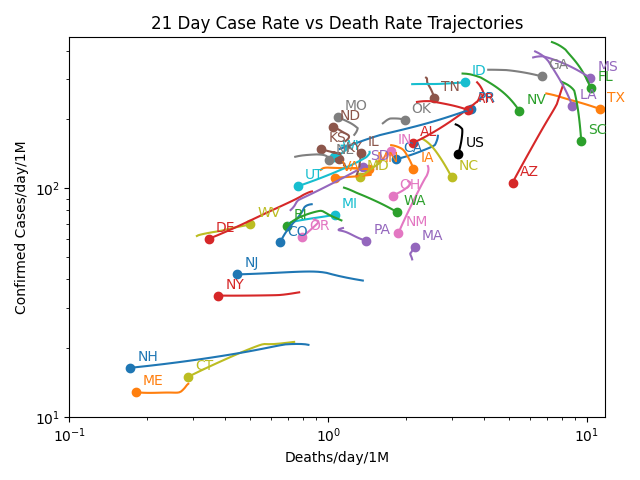 21 Day Case Rate vs Death Rate Trajectories
Confirmed Cases/day/1M
10²
10¹
10⁻¹
10⁰
10¹
Deaths/day/1M
ID
GA
MS
FL
TN
LA
TX
NV
AR
SC
MO
OK
ND
KS
IL
AL
US
IN
CA
IA
NC
UT
SD
MD
AZ
OH
WA
WV
RI
MI
NM
DE
CO
OR
PA
MA
NJ
NY
NH
CT
ME